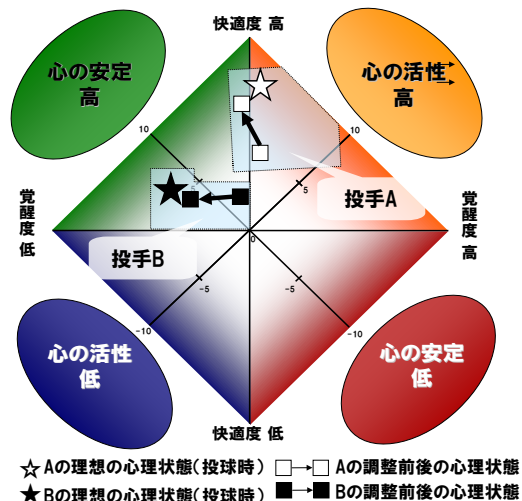 快適度 高
心の安定
高
心の活性
高
10
10
5
5
投手A
覚醒度 低
覚醒度 高
投手B
0
-5
-5
-10
-10
心の活性
低
心の安定
低
快適度 低
☆ Aの理想の心理状態(投球時) □→□ Aの調整前後の心理状態
★ Bの理想の心理状態(投球時) ■→■ Bの調整前後の心理状態